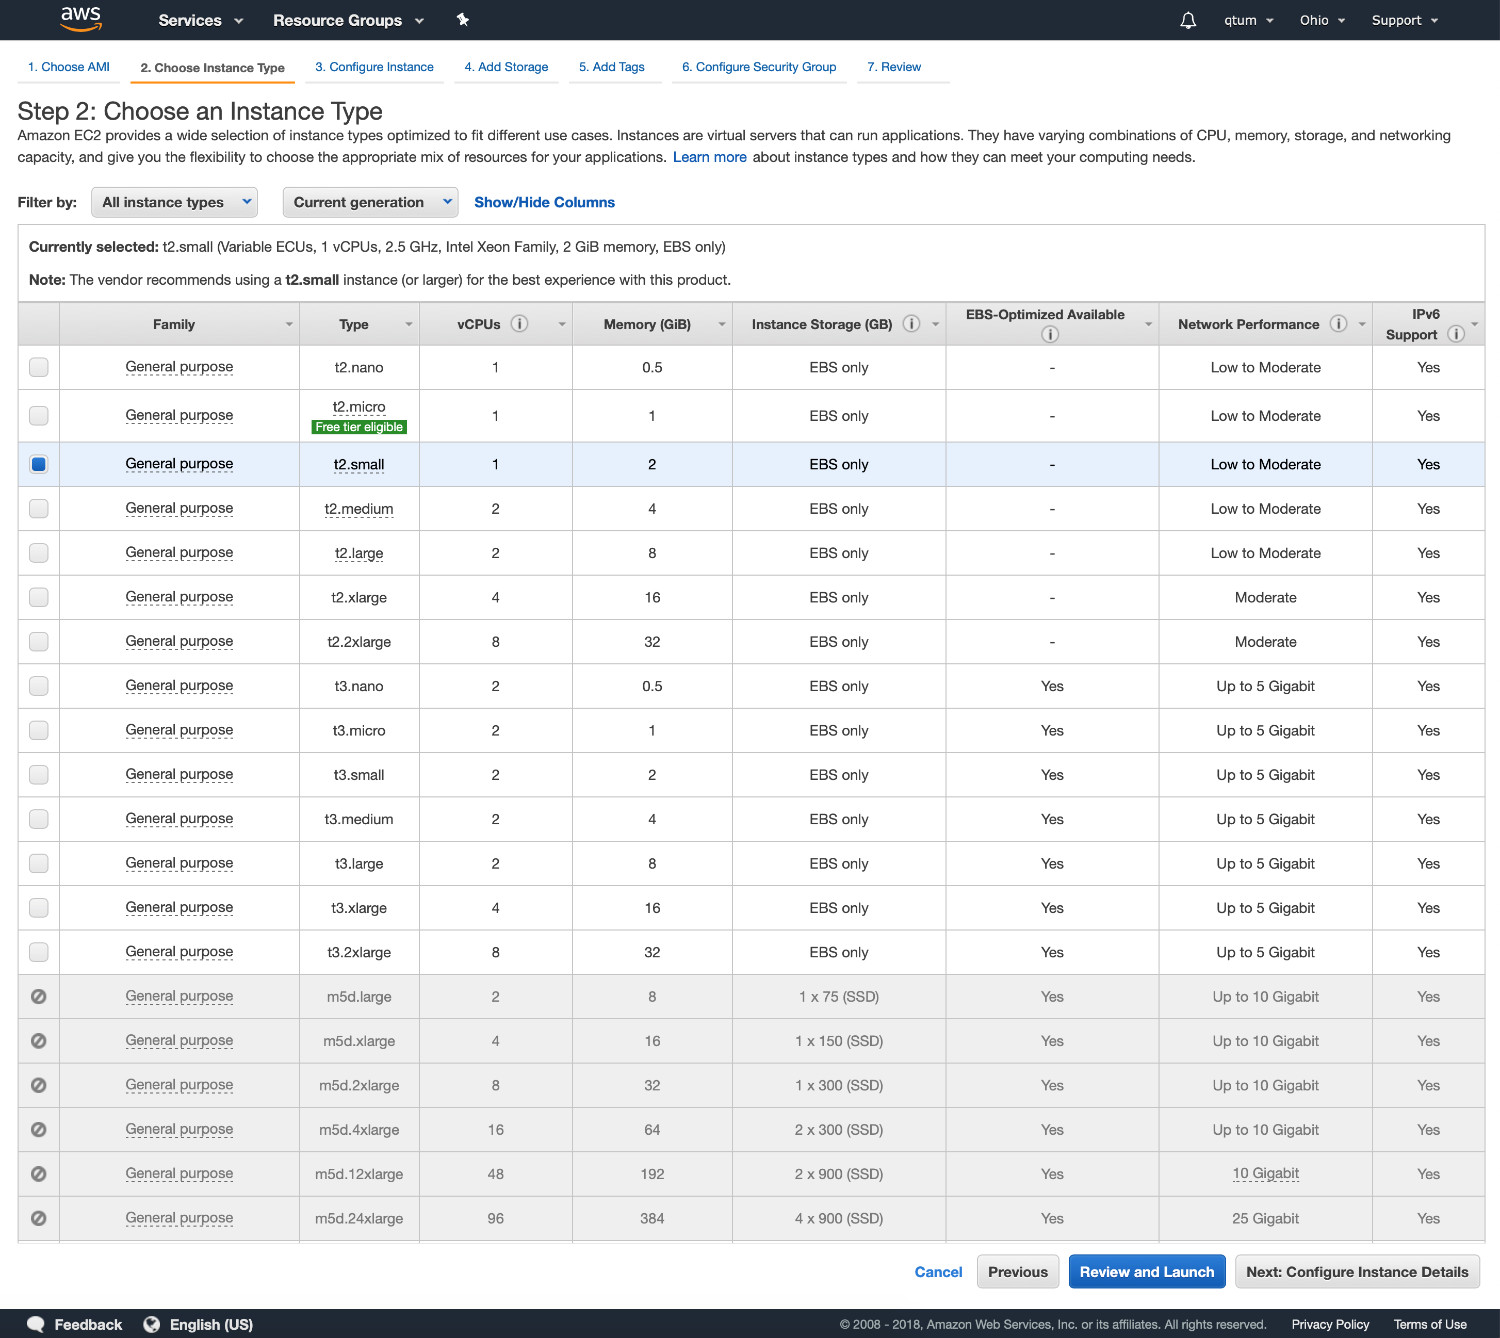 aws Services Resource Groups qtum Ohio Support
1. Choose AMI 2. Choose Instance Type 3. Configure Instance 4. Add Storage 5. Add Tags 6. Configure Security Group 7. Review
Step 2: Choose an Instance Type
Amazon EC2 provides a wide selection of instance types optimized to fit different use cases. Instances are virtual servers that can run applications. They have varying combinations of CPU, memory, storage, and networking
capacity, and give you the flexibility to choose the appropriate mix of resources for your applications. Learn more about instance types and how they can meet your computing needs.
Filter by: All instance types Current generation Show/Hide Columns
Currently selected: t2.small (Variable ECUs, 1 vCPUs, 2.5 GHz, Intel Xeon Family, 2 GiB memory, EBS only)
Note: The vendor recommends using a t2.small instance (or larger) for the best experience with this product.
Family Type vCPUs Memory (GiB) Instance Storage (GB) EBS-Optimized Available Network Performance IPv6 Support
General purpose t2.nano 1 0.5 EBS only - Low to Moderate Yes
General purpose t2.micro 1 1 EBS only - Low to Moderate Yes
Free tier eligible
General purpose t2.small 1 2 EBS only - Low to Moderate Yes
General purpose t2.medium 2 4 EBS only - Low to Moderate Yes
General purpose t2.large 2 8 EBS only - Low to Moderate Yes
General purpose t2.xlarge 4 16 EBS only - Moderate Yes
General purpose t2.2xlarge 8 32 EBS only - Moderate Yes
General purpose t3.nano 2 0.5 EBS only Yes Up to 5 Gigabit Yes
General purpose t3.micro 2 1 EBS only Yes Up to 5 Gigabit Yes
General purpose t3.small 2 2 EBS only Yes Up to 5 Gigabit Yes
General purpose t3.medium 2 4 EBS only Yes Up to 5 Gigabit Yes
General purpose t3.large 2 8 EBS only Yes Up to 5 Gigabit Yes
General purpose t3.xlarge 4 16 EBS only Yes Up to 5 Gigabit Yes
General purpose t3.2xlarge 8 32 EBS only Yes Up to 5 Gigabit Yes
General purpose m5d.large 2 8 1 x 75 (SSD) Yes Up to 10 Gigabit Yes
General purpose m5d.xlarge 4 16 1 x 150 (SSD) Yes Up to 10 Gigabit Yes
General purpose m5d.2xlarge 8 32 1 x 300 (SSD) Yes Up to 10 Gigabit Yes
General purpose m5d.4xlarge 16 64 2 x 300 (SSD) Yes Up to 10 Gigabit Yes
General purpose m5d.12xlarge 48 192 2 x 900 (SSD) Yes 10 Gigabit Yes
General purpose m5d.24xlarge 96 384 4 x 900 (SSD) Yes 25 Gigabit Yes
Cancel Previous Review and Launch Next: Configure Instance Details
Feedback English (US) © 2008 - 2018, Amazon Web Services, Inc. or its affiliates. All rights reserved. Privacy Policy Terms of Use